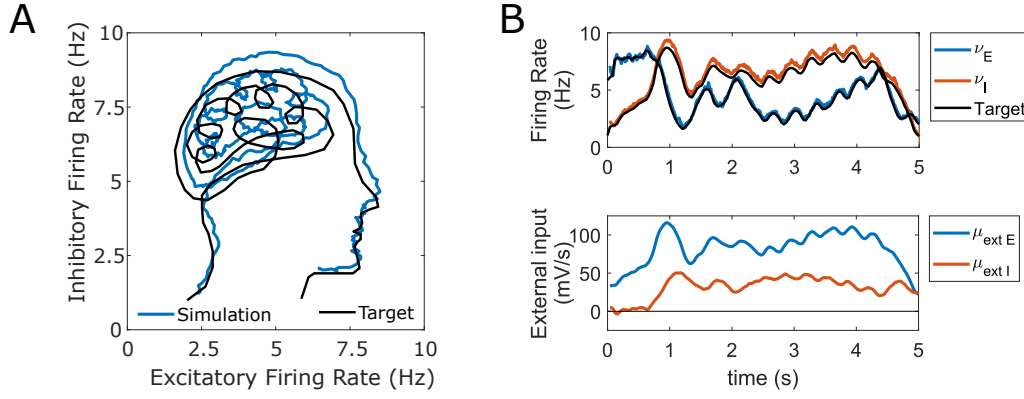 A
Inhibitory Firing Rate (Hz)
10
7.5
5
2.5
0
0 2.5 5 7.5 10
Simulation Target
Excitatory Firing Rate (Hz)
B
Firing Rate
(Hz)
10
5
0
0 1 2 3 4 5
ν_E
ν_I
Target
External input
(mV/s)
100
50
0
0 1 2 3 4 5
time (s)
μ_ext E
μ_ext I